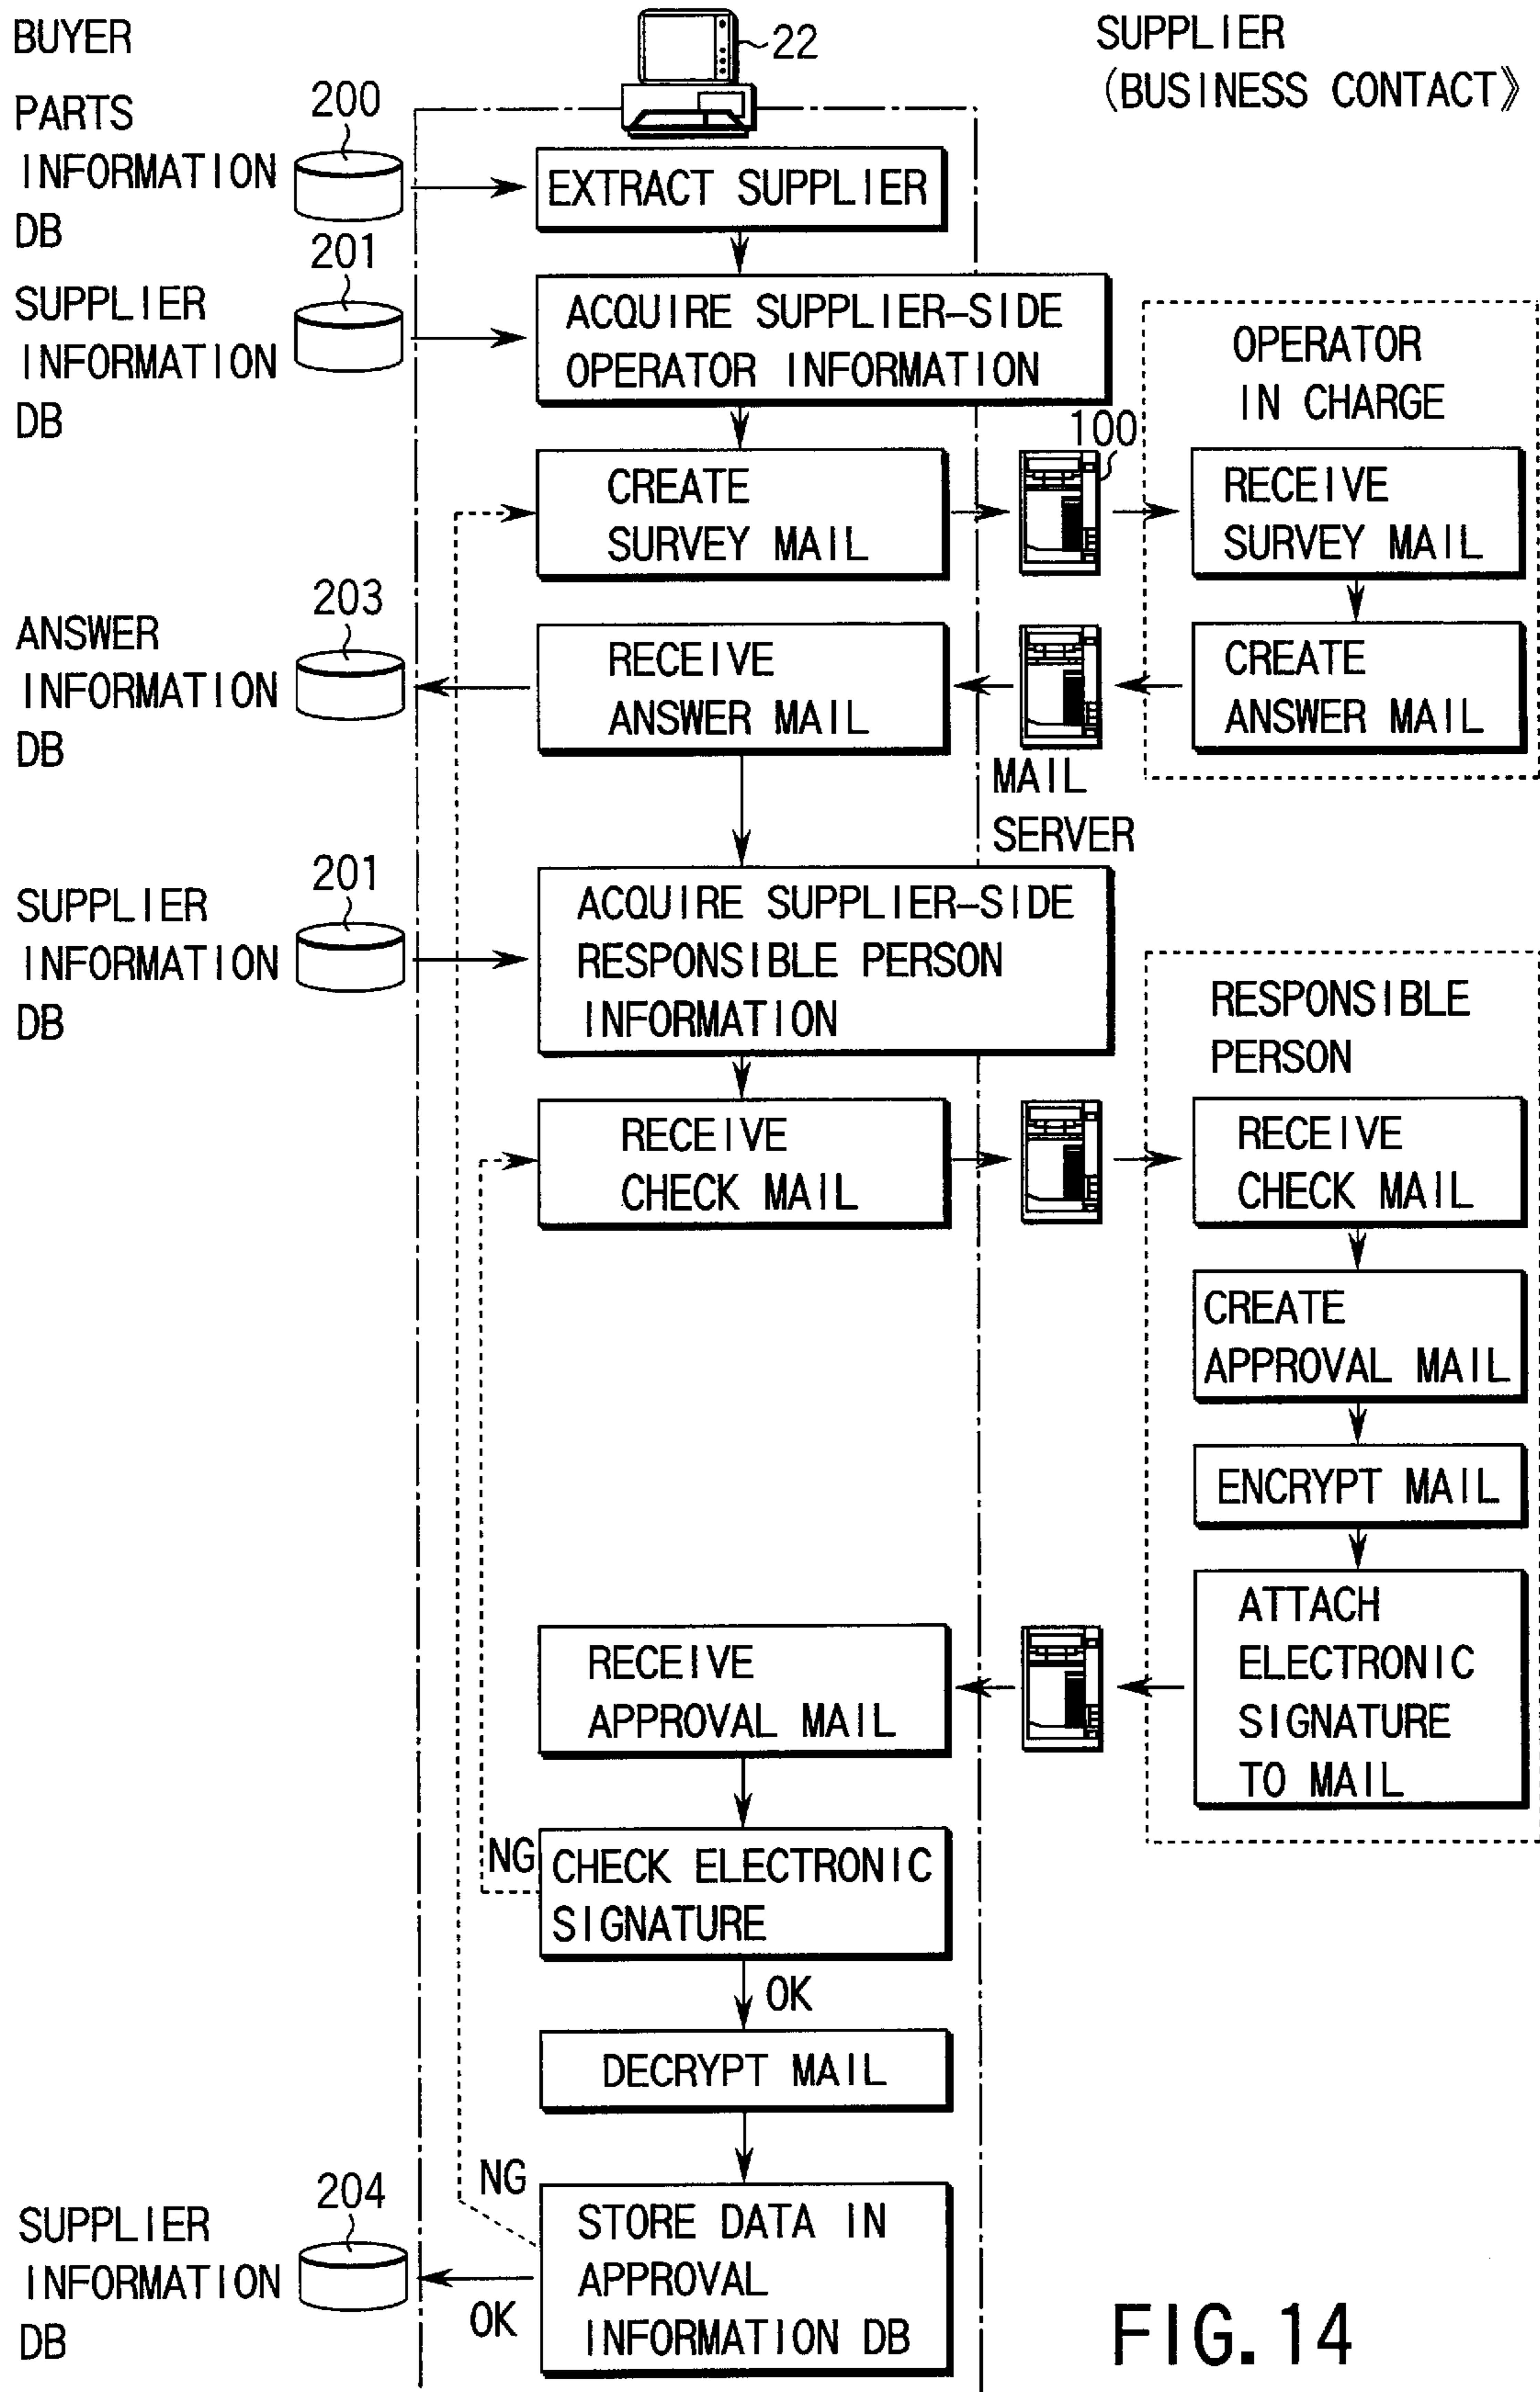 BUYER
22
SUPPLIER
(BUSINESS CONTACT》
PARTS
INFORMATION
DB
200
EXTRACT SUPPLIER
SUPPLIER
INFORMATION
DB
201
ACQUIRE SUPPLIER-SIDE
OPERATOR INFORMATION
OPERATOR
IN CHARGE
100
CREATE
SURVEY MAIL
RECEIVE
SURVEY MAIL
ANSWER
INFORMATION
DB
203
RECEIVE
ANSWER MAIL
CREATE
ANSWER MAIL
MAIL
SERVER
SUPPLIER
INFORMATION
DB
201
ACQUIRE SUPPLIER-SIDE
RESPONSIBLE PERSON
INFORMATION
RESPONSIBLE
PERSON
RECEIVE
CHECK MAIL
RECEIVE
CHECK MAIL
CREATE
APPROVAL MAIL
ENCRYPT MAIL
ATTACH
ELECTRONIC
SIGNATURE
TO MAIL
RECEIVE
APPROVAL MAIL
NG
CHECK ELECTRONIC
SIGNATURE
OK
DECRYPT MAIL
NG
SUPPLIER
INFORMATION
DB
204
OK
STORE DATA IN
APPROVAL
INFORMATION DB
FIG.14